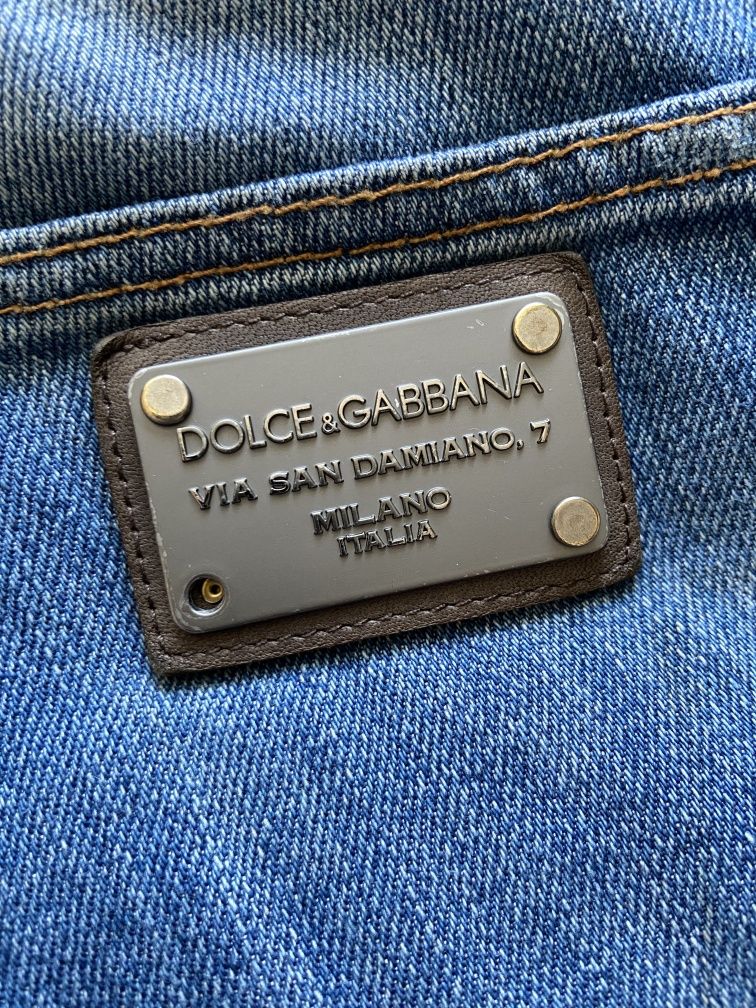 DOLCE&GABBANA
VIA SAN DAMIANO, 7
MILANO
ITALIA